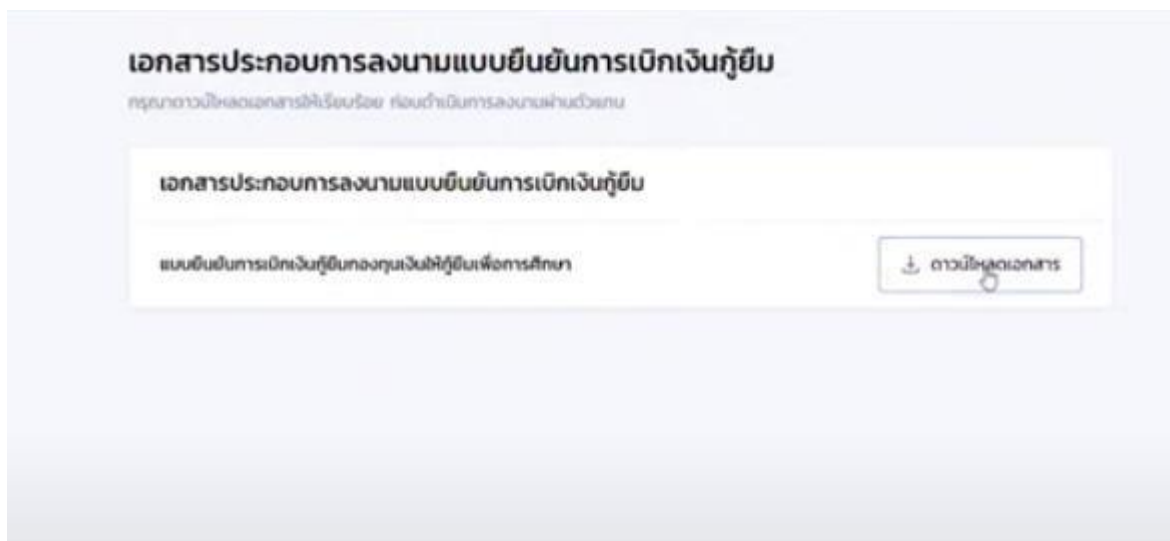 เอกสารประกอบการลงนามแบบยืนยันการเบิกเงินกู้ยืม
กรุณาดาวน์โหลดเอกสารให้เรียบร้อย ก่อนดำเนินการลงนามผ่านตัวแทน
เอกสารประกอบการลงนามแบบยืนยันการเบิกเงินกู้ยืม
แบบยืนยันการเบิกเงินกู้ยืมกองทุนเงินให้กู้ยืมเพื่อการศึกษา
ดาวน์โหลดเอกสาร